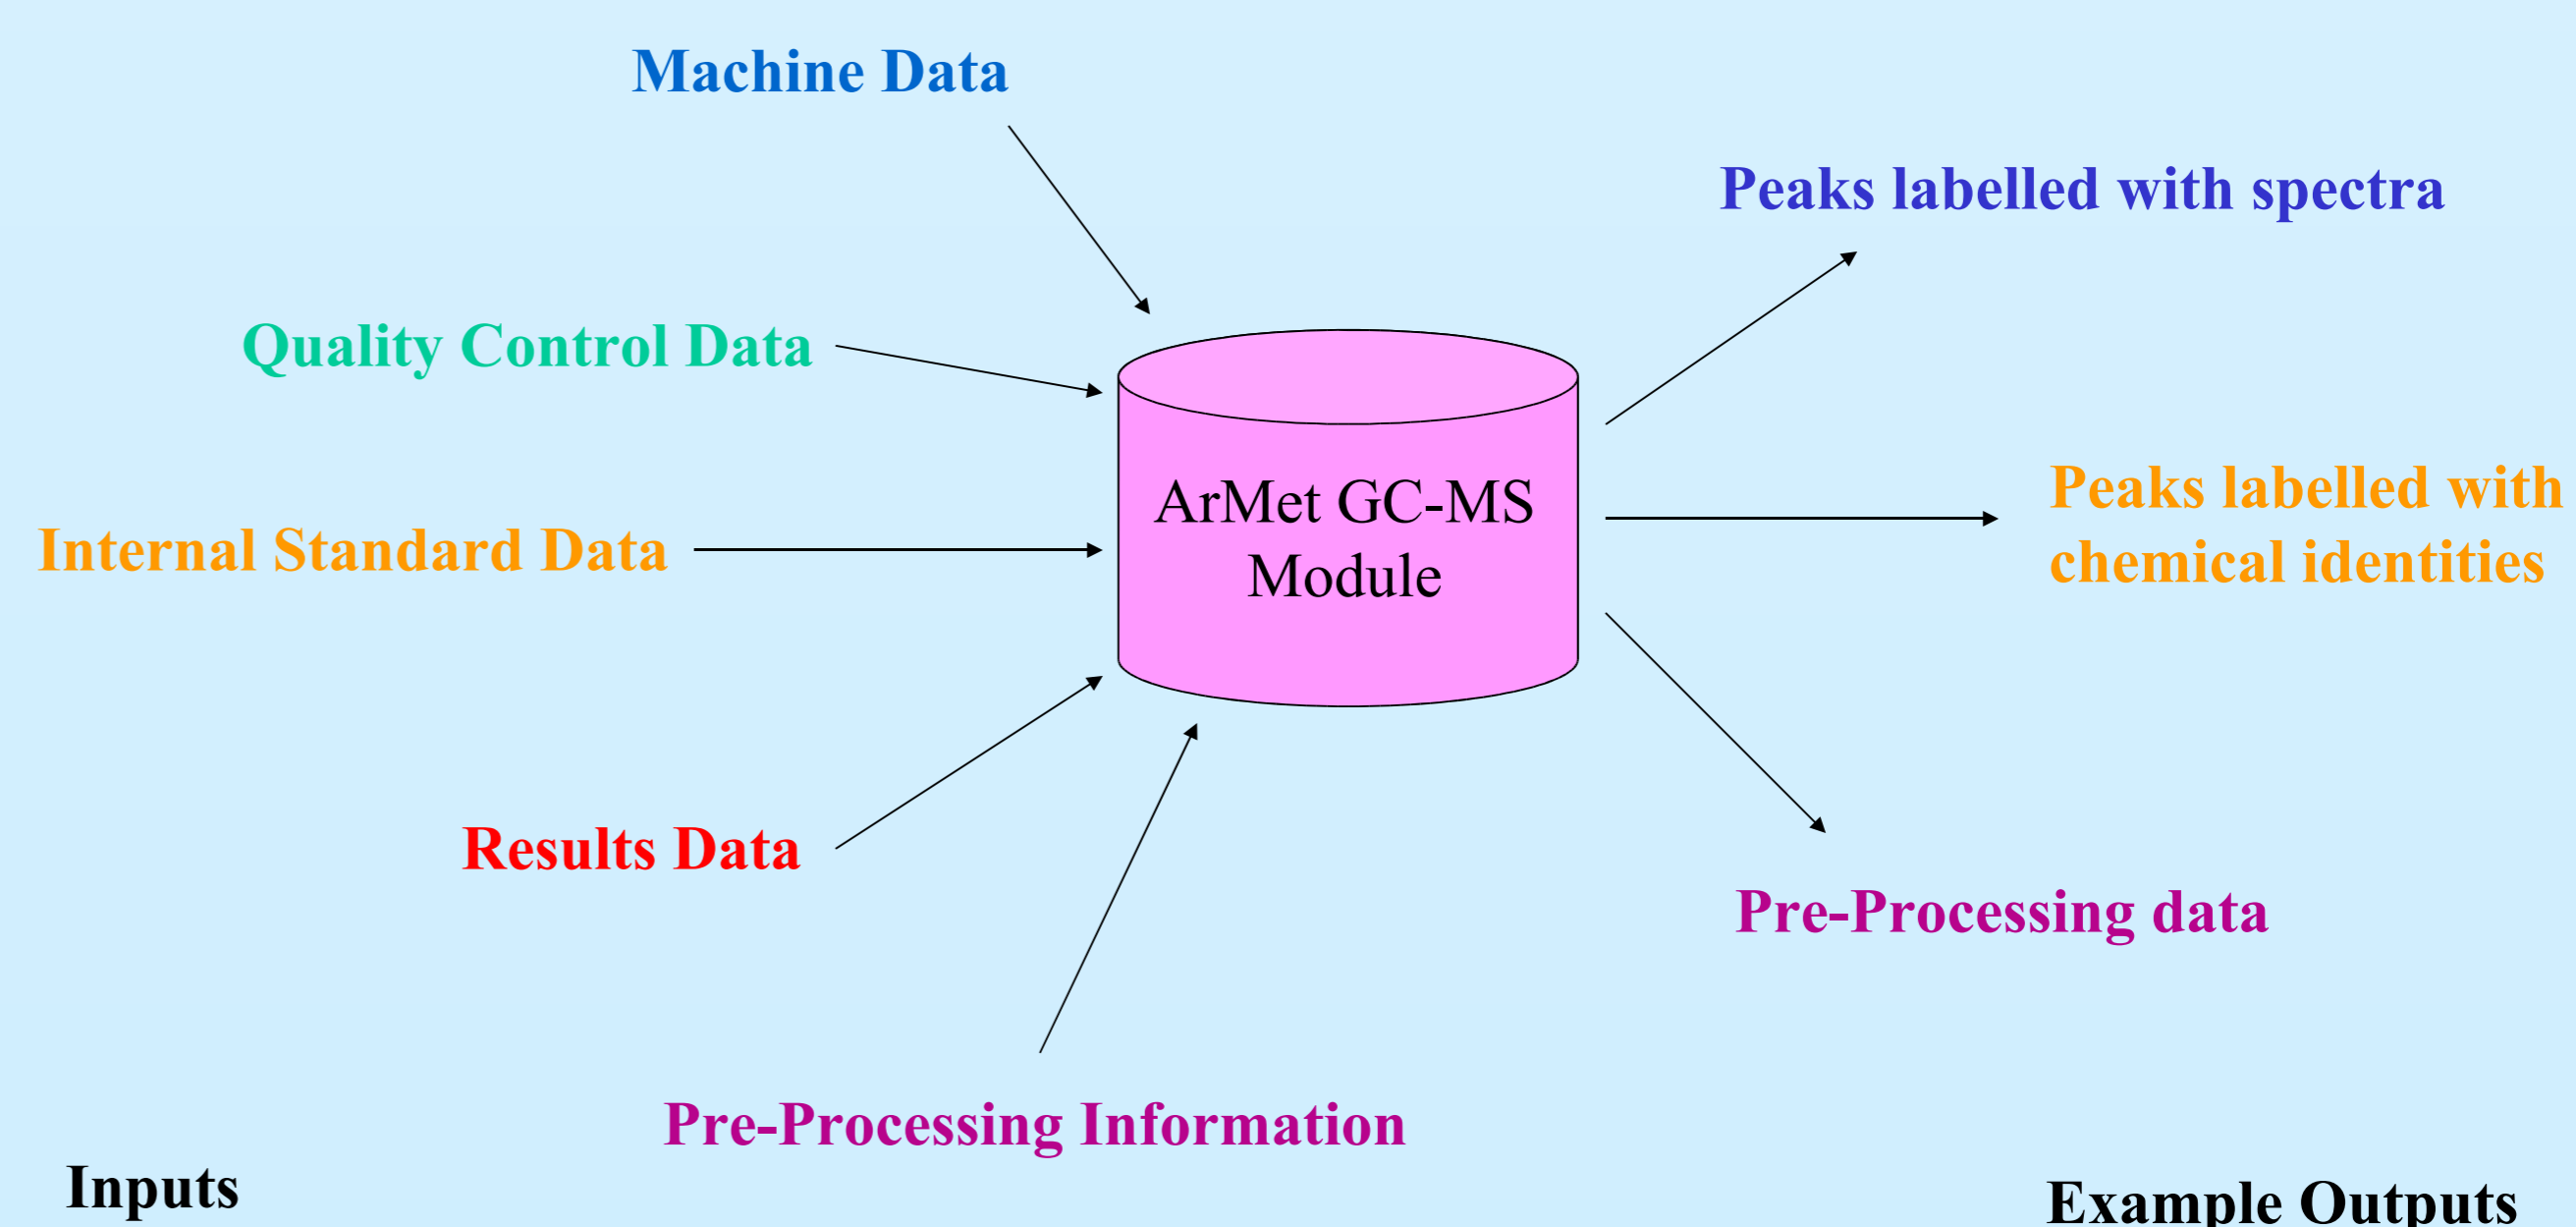 Machine Data
Peaks labelled with spectra
Quality Control Data
ArMet GC-MS
Module
Peaks labelled with
chemical identities
Internal Standard Data
Results Data
Pre-Processing data
Pre-Processing Information
Inputs
Example Outputs